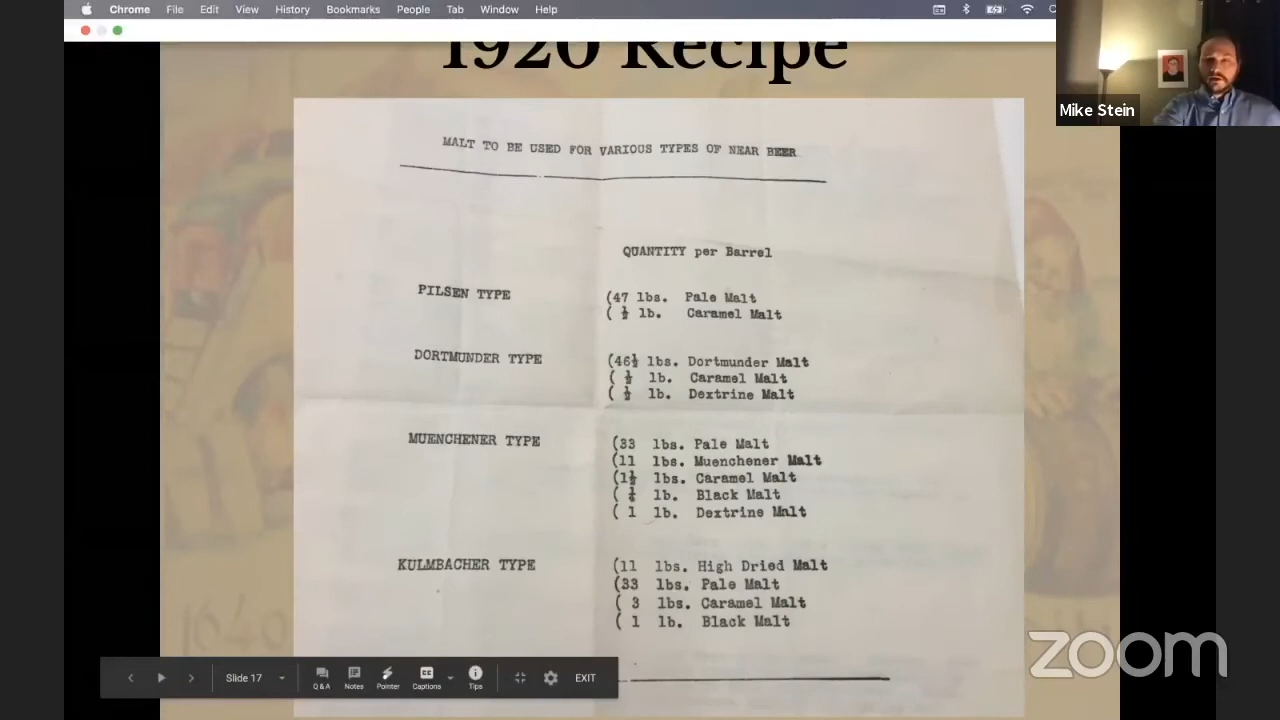 Chrome File Edit View History Bookmarks People Tab Window Help
1920 Recipe
Mike Stein
MALT TO BE USED FOR VARIOUS TYPES OF NEAR BEER
QUANTITY per Barrel
PILSEN TYPE (47 lbs. Pale Malt
( ½ lb. Caramel Malt
DORTMUNDER TYPE (46½ lbs. Dortmunder Malt
( ½ lb. Caramel Malt
( ½ lb. Dextrine Malt
MUENCHENER TYPE (33 lbs. Pale Malt
(11 lbs. Muenchener Malt
(1½ lbs. Caramel Malt
( lb. Black Malt
( 1 lb. Dextrine Malt
KULMBACHER TYPE (11 lbs. High Dried Malt
(33 lbs. Pale Malt
( 3 lbs. Caramel Malt
( 1 lb. Black Malt
1640
zoom
Slide 17
Q & A Notes Pointer Captions Tips EXIT